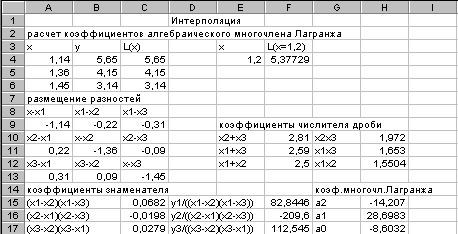 A B C D E F G H I
1 Интерполяция
2 расчет коэффициентов алгебраического многочлена Лагранжа
3 x y L(x) x L(x=1,2)
4 1,14 5,65 5,65 1,2 5,37729
5 1,36 4,15 4,15
6 1,45 3,14 3,14
7 размещение разностей
8 x-x1 x1-x2 x1-x3
9 -1,14 -0,22 -0,31 коэффициенты числителя дроби
10 x2-x1 x-x2 x2-x3 x2+x3 2,81 x2x3 1,972
11 0,22 -1,36 -0,09 x1+x3 2,59 x1x3 1,653
12 x3-x1 x3-x2 x-x3 x1+x2 2,5 x1x2 1,5504
13 0,31 0,09 -1,45
14 коэффициенты знаменателя коэф.многочл.Лагранжа
15 (x1-x2)(x1-x3) 0,0682 y1/((x1-x2)(x1-x3)) 82,8446 a2 -14,207
16 (x2-x1)(x2-x3) -0,0198 y2/((x2-x1)(x2-x3)) -209,6 a1 28,6983
17 (x3-x2)(x3-x1) 0,0279 y3/((x3-x2)(x3-x1)) 112,545 a0 -8,6032